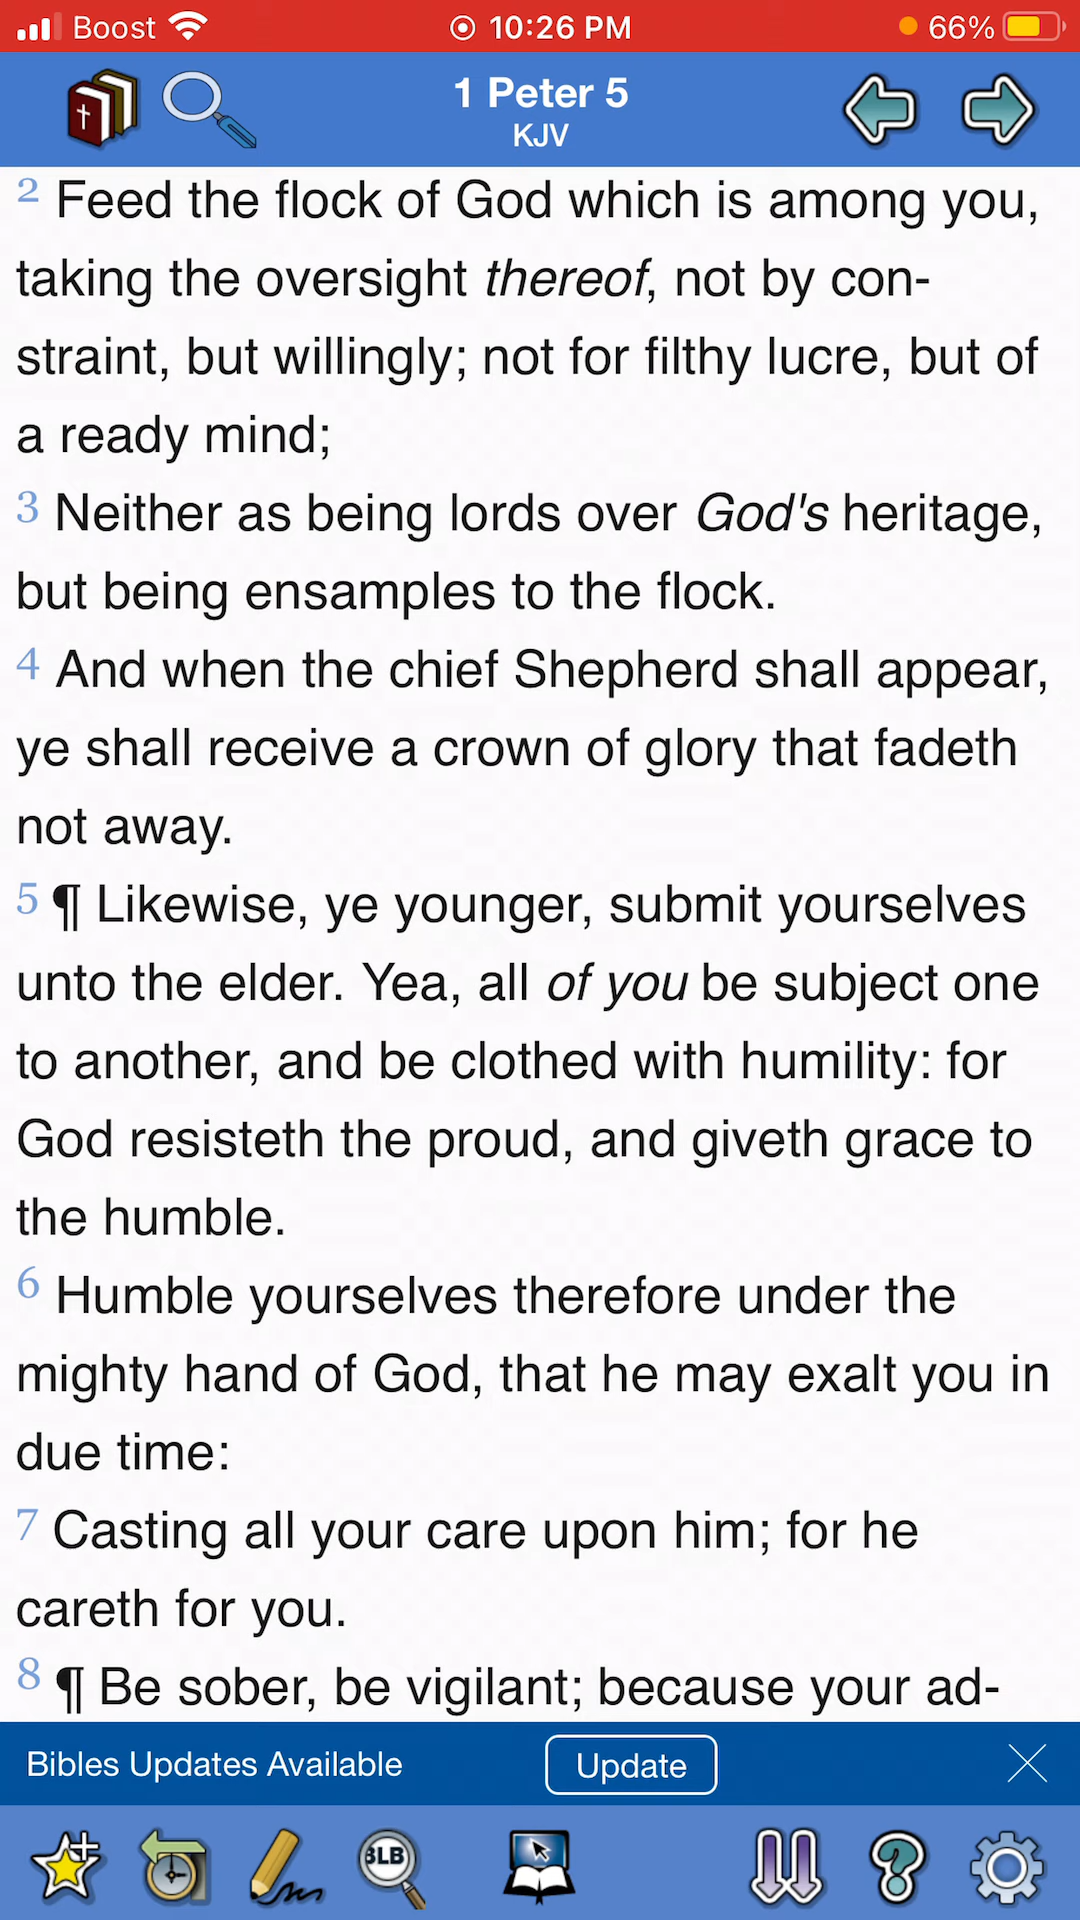 Boost 10:26 PM 66%
1 Peter 5
KJV
2 Feed the flock of God which is among you,
taking the oversight thereof, not by con-
straint, but willingly; not for filthy lucre, but of
a ready mind;
3 Neither as being lords over God's heritage,
but being ensamples to the flock.
4 And when the chief Shepherd shall appear,
ye shall receive a crown of glory that fadeth
not away.
5 ¶ Likewise, ye younger, submit yourselves
unto the elder. Yea, all of you be subject one
to another, and be clothed with humility: for
God resisteth the proud, and giveth grace to
the humble.
6 Humble yourselves therefore under the
mighty hand of God, that he may exalt you in
due time:
7 Casting all your care upon him; for he
careth for you.
8 ¶ Be sober, be vigilant; because your ad-
Bibles Updates Available Update
BLB